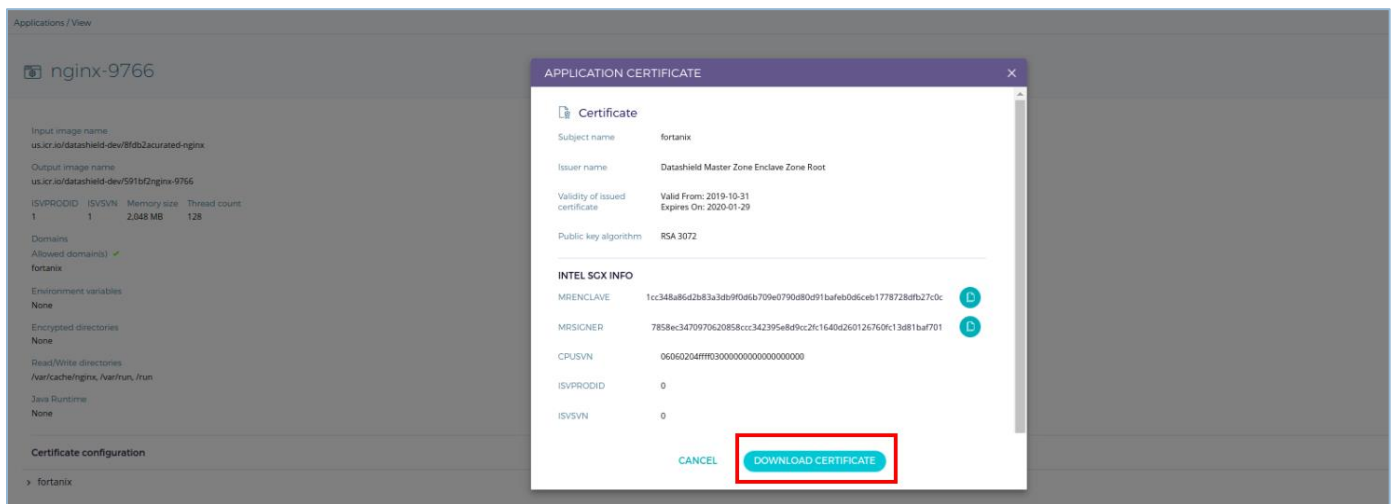 Applications / View
nginx-9766
Input image name
us.icr.io/datashield-dev/8fdb2acurated-nginx
Output image name
us.icr.io/datashield-dev/591bf2nginx-9766
ISVPRODID ISVSVN Memory size Thread count
1 1 2,048 MB 128
Domains
Allowed domain(s)
fortanix
Environment variables
None
Encrypted directories
None
Read/Write directories
/var/cache/nginx, /var/run, /run
Java Runtime
None
Certificate configuration
fortanix
APPLICATION CERTIFICATE
Certificate
Subject name fortanix
Issuer name Datashield Master Zone Enclave Zone Root
Validity of issued certificate
Valid From: 2019-10-31
Expires On: 2020-01-29
Public key algorithm RSA 3072
INTEL SGX INFO
MRENCLAVE 1cc348a86d2b83a3db9f0d6b709e0790d80d91bafeb0d6ceb1778728dfb27c0c
MRSIGNER 7858ec3470970620858ccc342395e8d9cc2fc1640d260126760fc13d81baf701
CPUSVN 06060204ffff03000000000000000000
ISVPRODID 0
ISVSVN 0
CANCEL DOWNLOAD CERTIFICATE